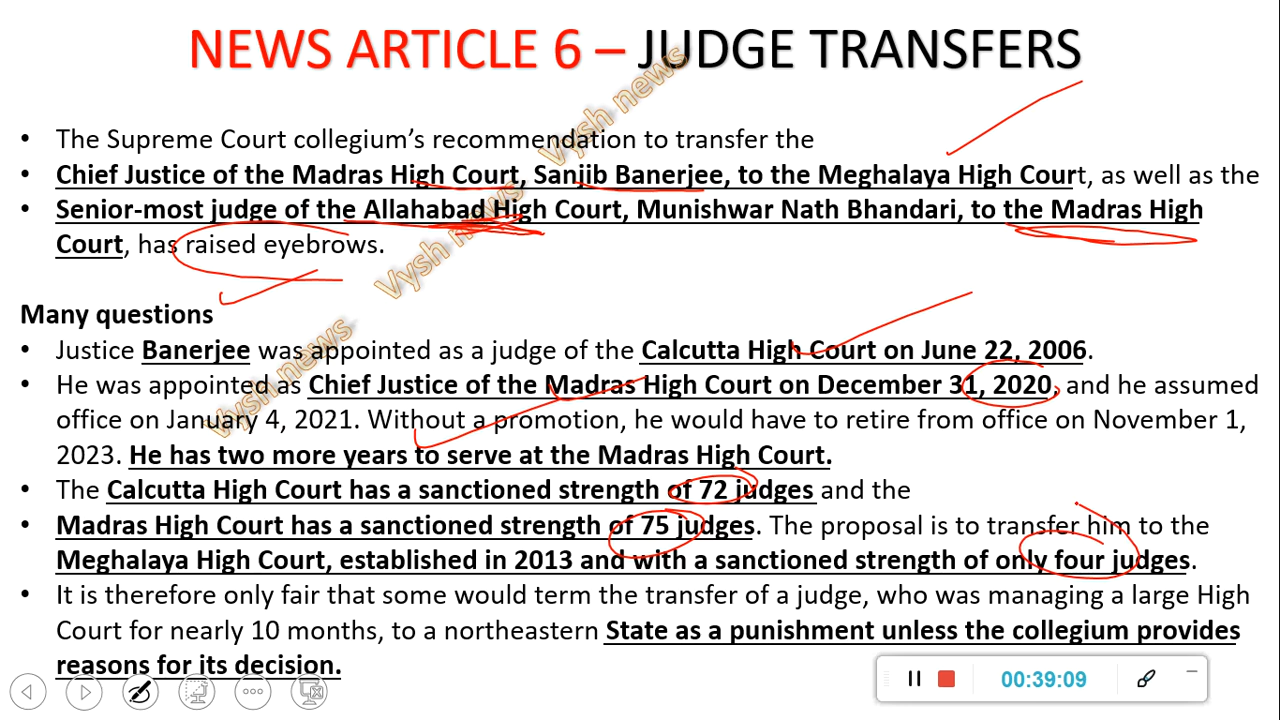 NEWS ARTICLE 6 – JUDGE TRANSFERS
• The Supreme Court collegium’s recommendation to transfer the
• Chief Justice of the Madras High Court, Sanjib Banerjee, to the Meghalaya High Court, as well as the
• Senior-most judge of the Allahabad High Court, Munishwar Nath Bhandari, to the Madras High
Court, has raised eyebrows.
Many questions
• Justice Banerjee was appointed as a judge of the Calcutta High Court on June 22, 2006.
• He was appointed as Chief Justice of the Madras High Court on December 31, 2020, and he assumed
office on January 4, 2021. Without a promotion, he would have to retire from office on November 1,
2023. He has two more years to serve at the Madras High Court.
• The Calcutta High Court has a sanctioned strength of 72 judges and the
• Madras High Court has a sanctioned strength of 75 judges. The proposal is to transfer him to the
Meghalaya High Court, established in 2013 and with a sanctioned strength of only four judges.
• It is therefore only fair that some would term the transfer of a judge, who was managing a large High
Court for nearly 10 months, to a northeastern State as a punishment unless the collegium provides
reasons for its decision.
Vysh news
Vysh news
Vysh news
00:39:09